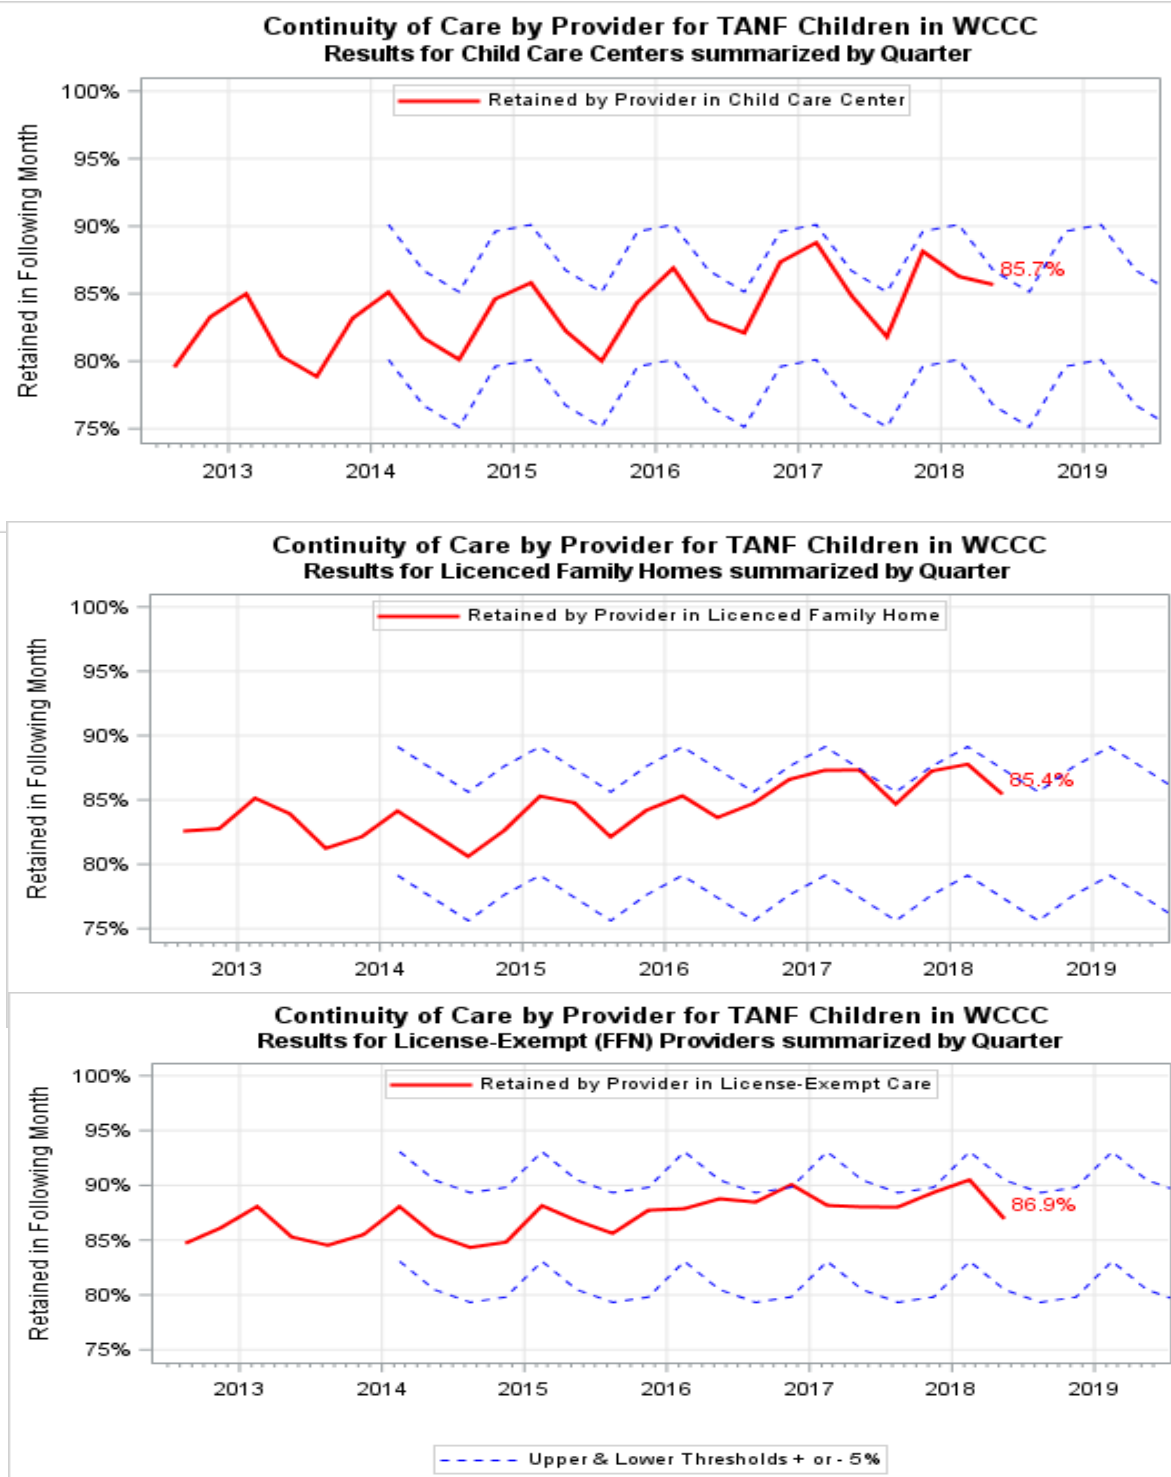 Continuity of Care by Provider for TANF Children in WCCC
Results for Child Care Centers summarized by Quarter
Retained by Provider in Child Care Center
Retained in Following Month
100%
95%
90%
85%
80%
75%
85.7%
2013 2014 2015 2016 2017 2018 2019
Continuity of Care by Provider for TANF Children in WCCC
Results for Licenced Family Homes summarized by Quarter
Retained by Provider in Licenced Family Home
Retained in Following Month
100%
95%
90%
85%
80%
75%
85.4%
2013 2014 2015 2016 2017 2018 2019
Continuity of Care by Provider for TANF Children in WCCC
Results for License-Exempt (FFN) Providers summarized by Quarter
Retained by Provider in License-Exempt Care
Retained in Following Month
100%
95%
90%
85%
80%
75%
86.9%
2013 2014 2015 2016 2017 2018 2019
Upper & Lower Thresholds + or - 5%